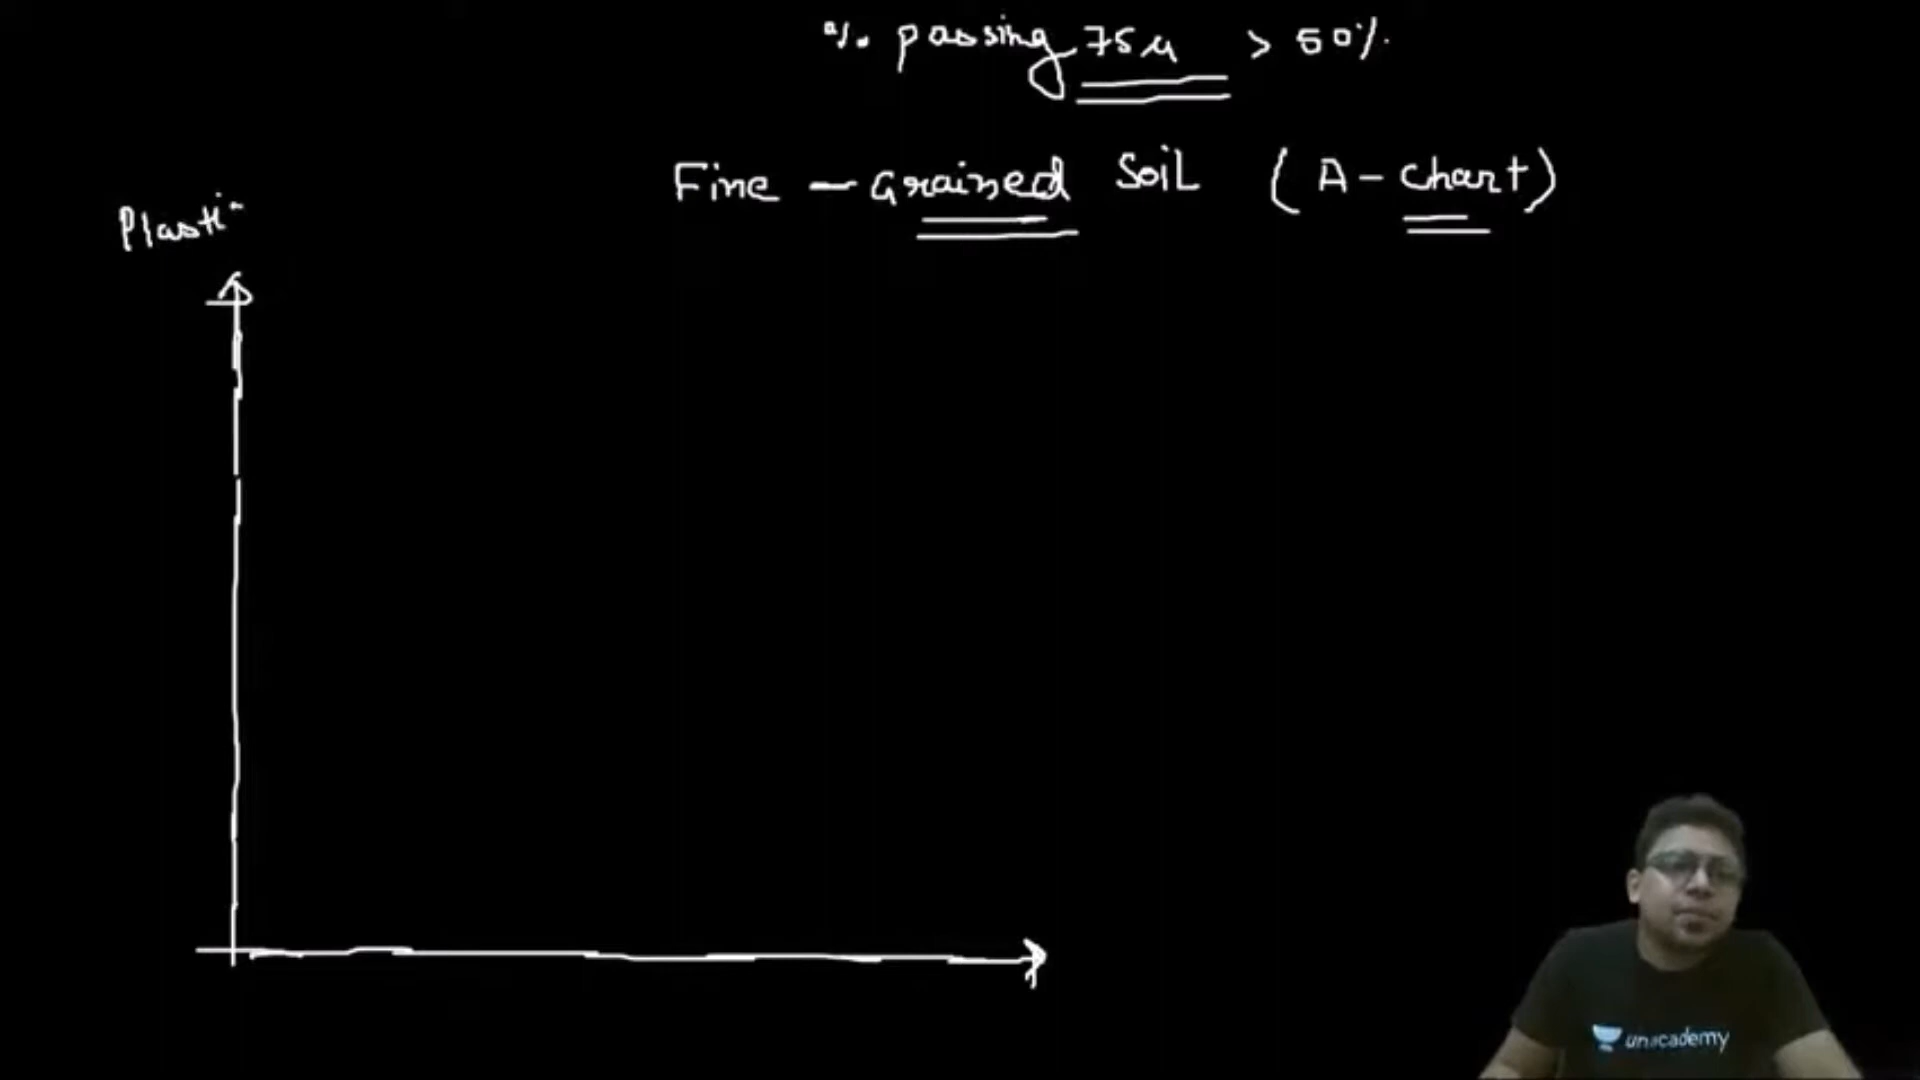 % passing 75μ > 50%
Fine - Grained Soil (A - chart)
Plasti
unacademy